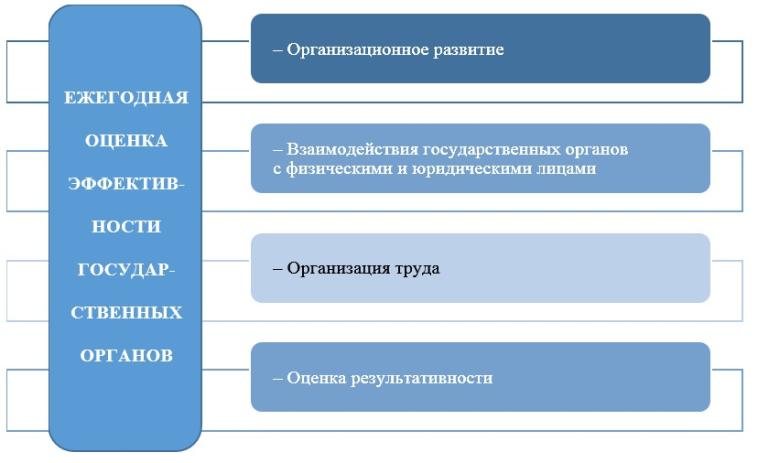 ЕЖЕГОДНАЯ
ОЦЕНКА
ЭФФЕКТИВ-
НОСТИ
ГОСУДАР-
СТВЕННЫХ
ОРГАНОВ
– Организационное развитие
– Взаимодействия государственных органов
с физическими и юридическими лицами
– Организация труда
– Оценка результативности